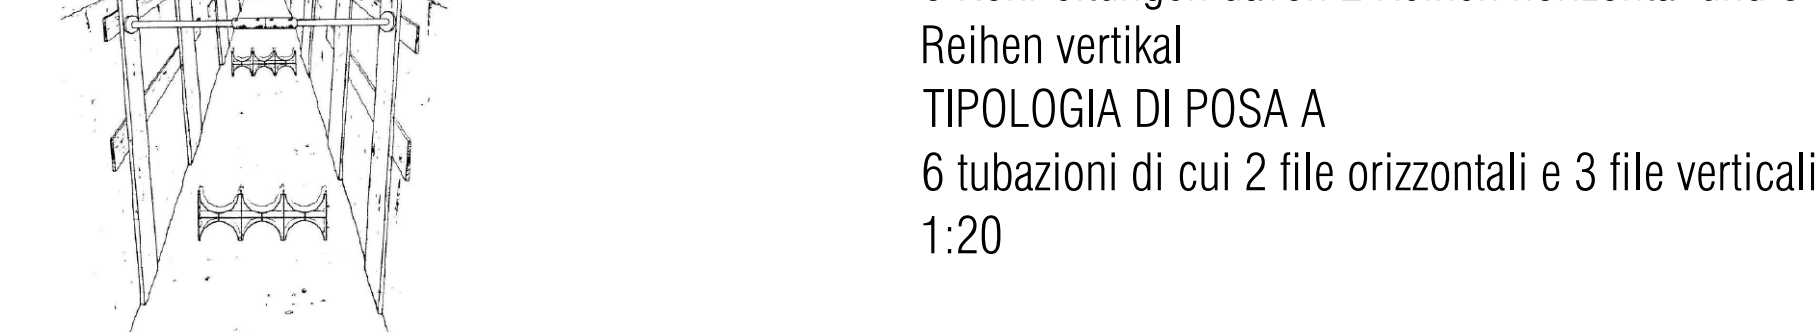 Reihen vertikal
TIPOLOGIA DI POSA A
6 tubazioni di cui 2 file orizzontali e 3 file verticali
1:20